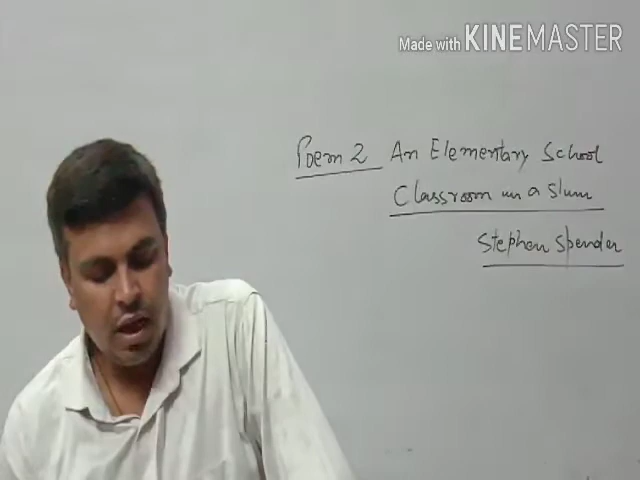 Made with KINEMASTER
Poem 2 An Elementary School
Classroom in a Slum
Stephen Spender